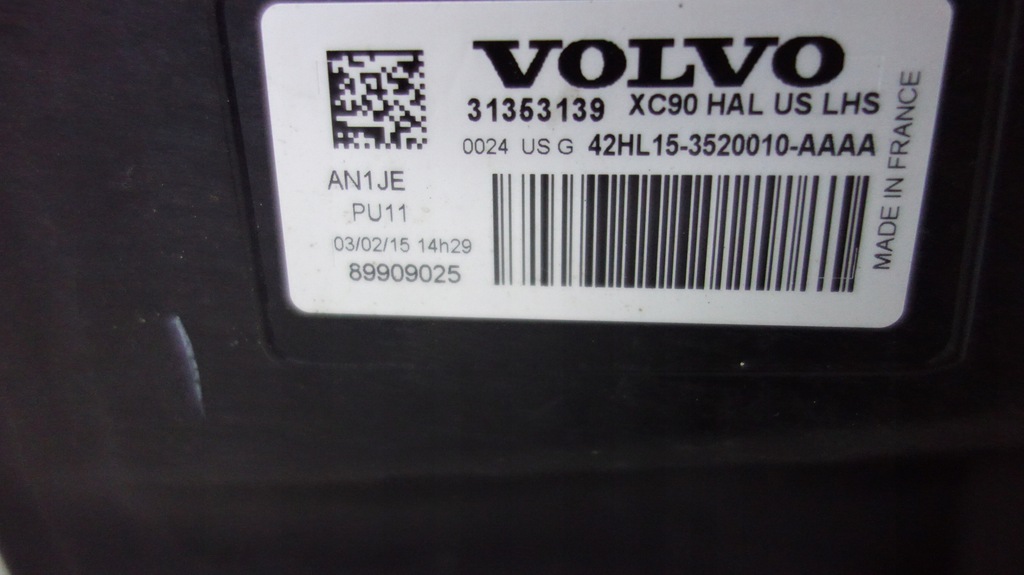 VOLVO
31353139 XC90 HAL US LHS
0024 US G 42HL15-3520010-AAAA
AN1JE
PU11
03/02/15 14h29
89909025
MADE IN FRANCE